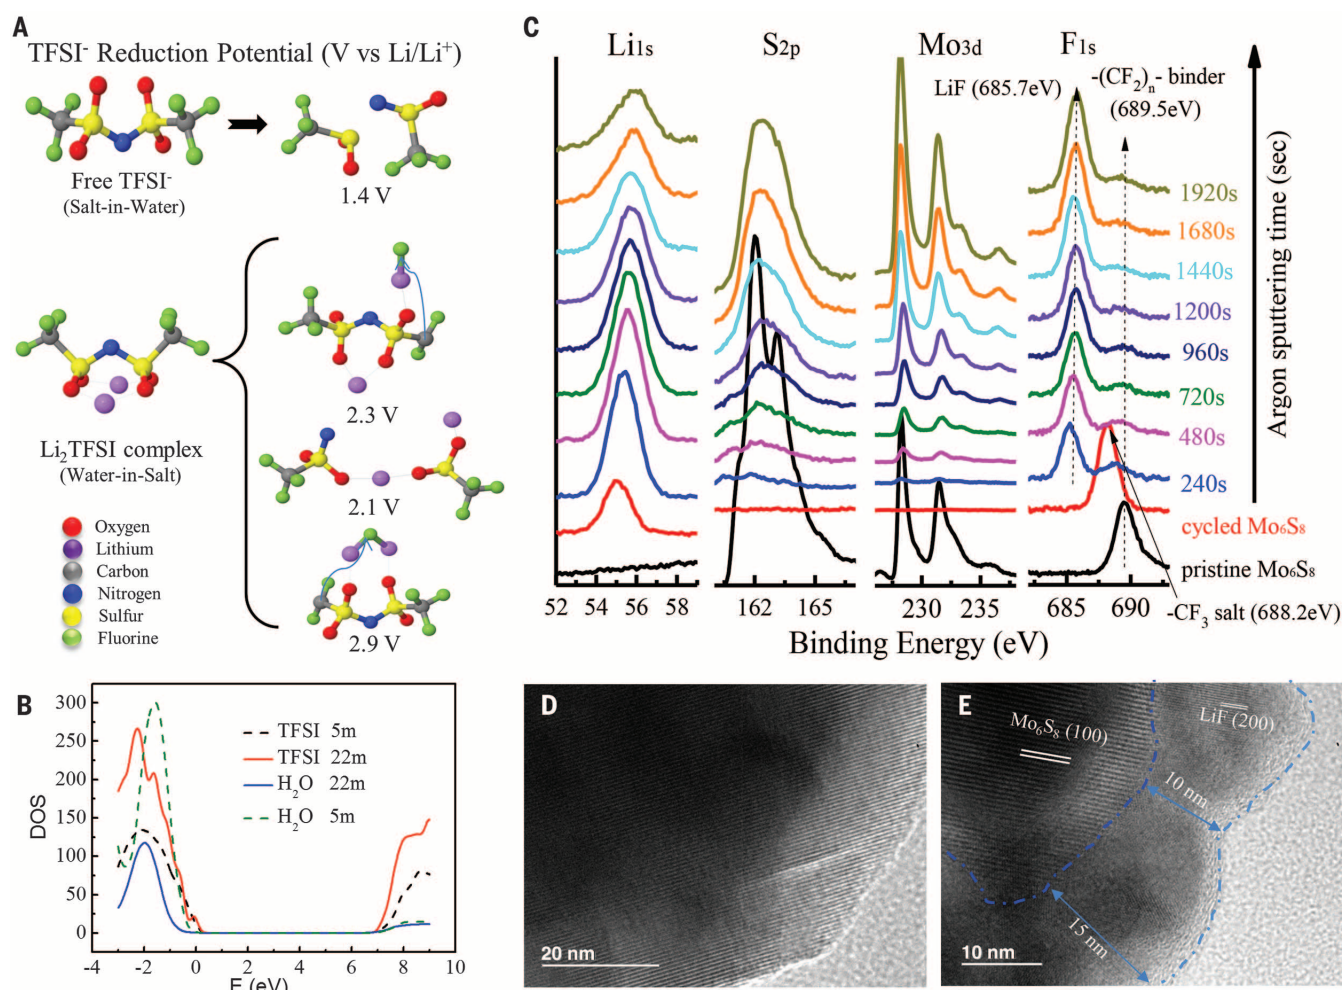 A
TFSI⁻ Reduction Potential (V vs Li/Li⁺)
Free TFSI⁻
(Salt-in-Water)
1.4 V
2.3 V
Li₂TFSI complex
(Water-in-Salt)
2.1 V
2.9 V
Oxygen
Lithium
Carbon
Nitrogen
Sulfur
Fluorine
B
DOS
300
250
200
150
100
50
0
TFSI 5m
TFSI 22m
H₂O 22m
H₂O 5m
-4 -2 0 2 4 6 8 10
E (eV)
C
Li1s S2p Mo3d F1s
LiF (685.7eV)
-(CF₂)ₙ- binder
(689.5eV)
1920s
1680s
1440s
1200s
960s
720s
480s
240s
cycled Mo₆S₈
pristine Mo₆S₈
-CF₃ salt (688.2eV)
Argon sputtering time (sec)
52 54 56 58 162 165 230 235 685 690
Binding Energy (eV)
D
20 nm
E
Mo₆S₈ (100)
LiF (200)
10 nm
15 nm
10 nm